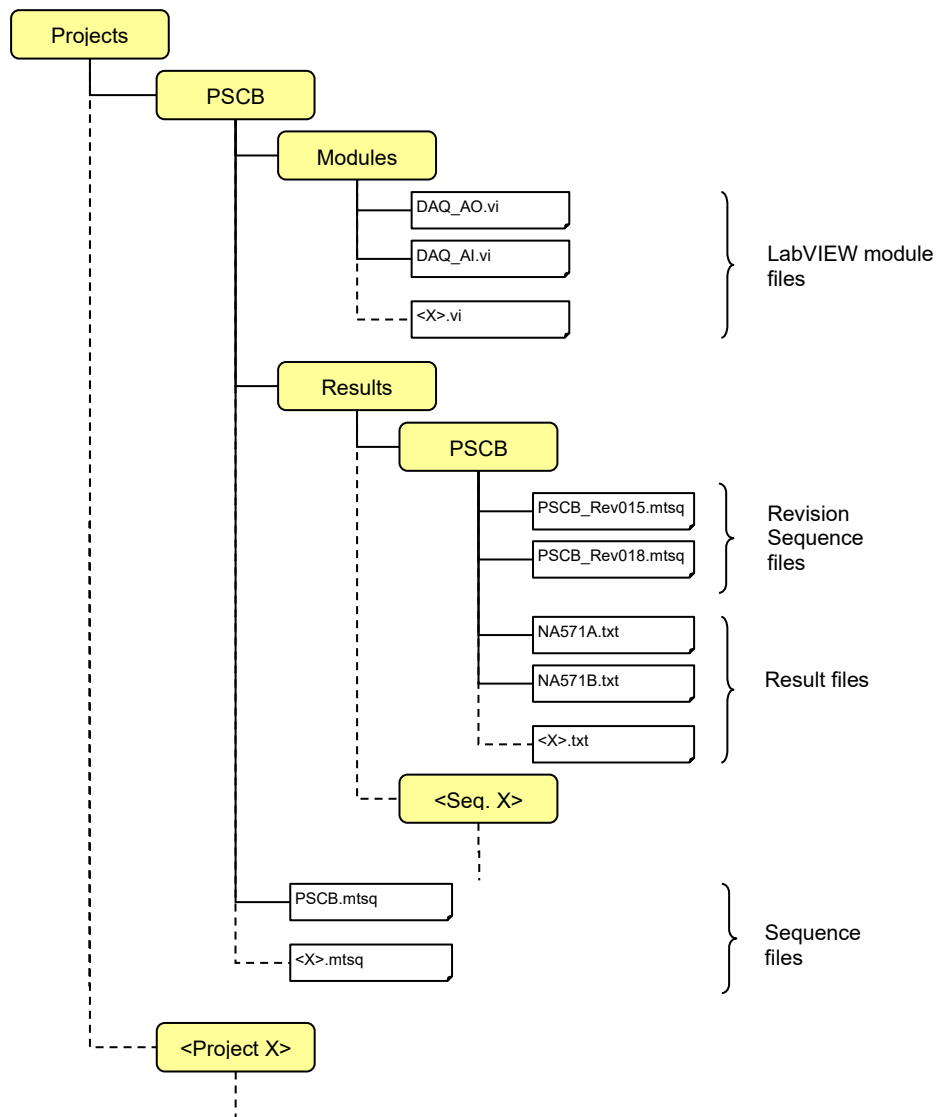 Projects
PSCB
Modules
DAQ_AO.vi
DAQ_AI.vi
<X>.vi
LabVIEW module
files
Results
PSCB
PSCB_Rev015.mtsq
PSCB_Rev018.mtsq
Revision
Sequence
files
NA571A.txt
NA571B.txt
<X>.txt
Result files
<Seq. X>
PSCB.mtsq
<X>.mtsq
Sequence
files
<Project X>